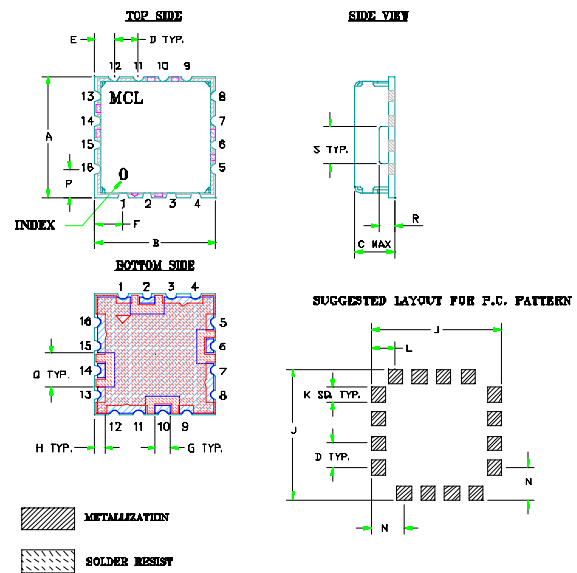 TOP SIDE
SIDE VIEW
E
D TYP.
12 11 10 9
13
MCL
8
14
7
A
15
6
S TYP.
16
5
P
0
1 2 3 4
INDEX
F
R
B
C MAX
BOTTOM SIDE
1 2 3 4
SUGGESTED LAYOUT FOR P.C. PATTERN
16
5
J
15
6
L
Q TYP.
14
7
K SQ TYP.
13
8
12 11 10 9
J
H TYP.
G TYP.
D TYP.
N
N
METALLIZATION
SOLDER RESIST